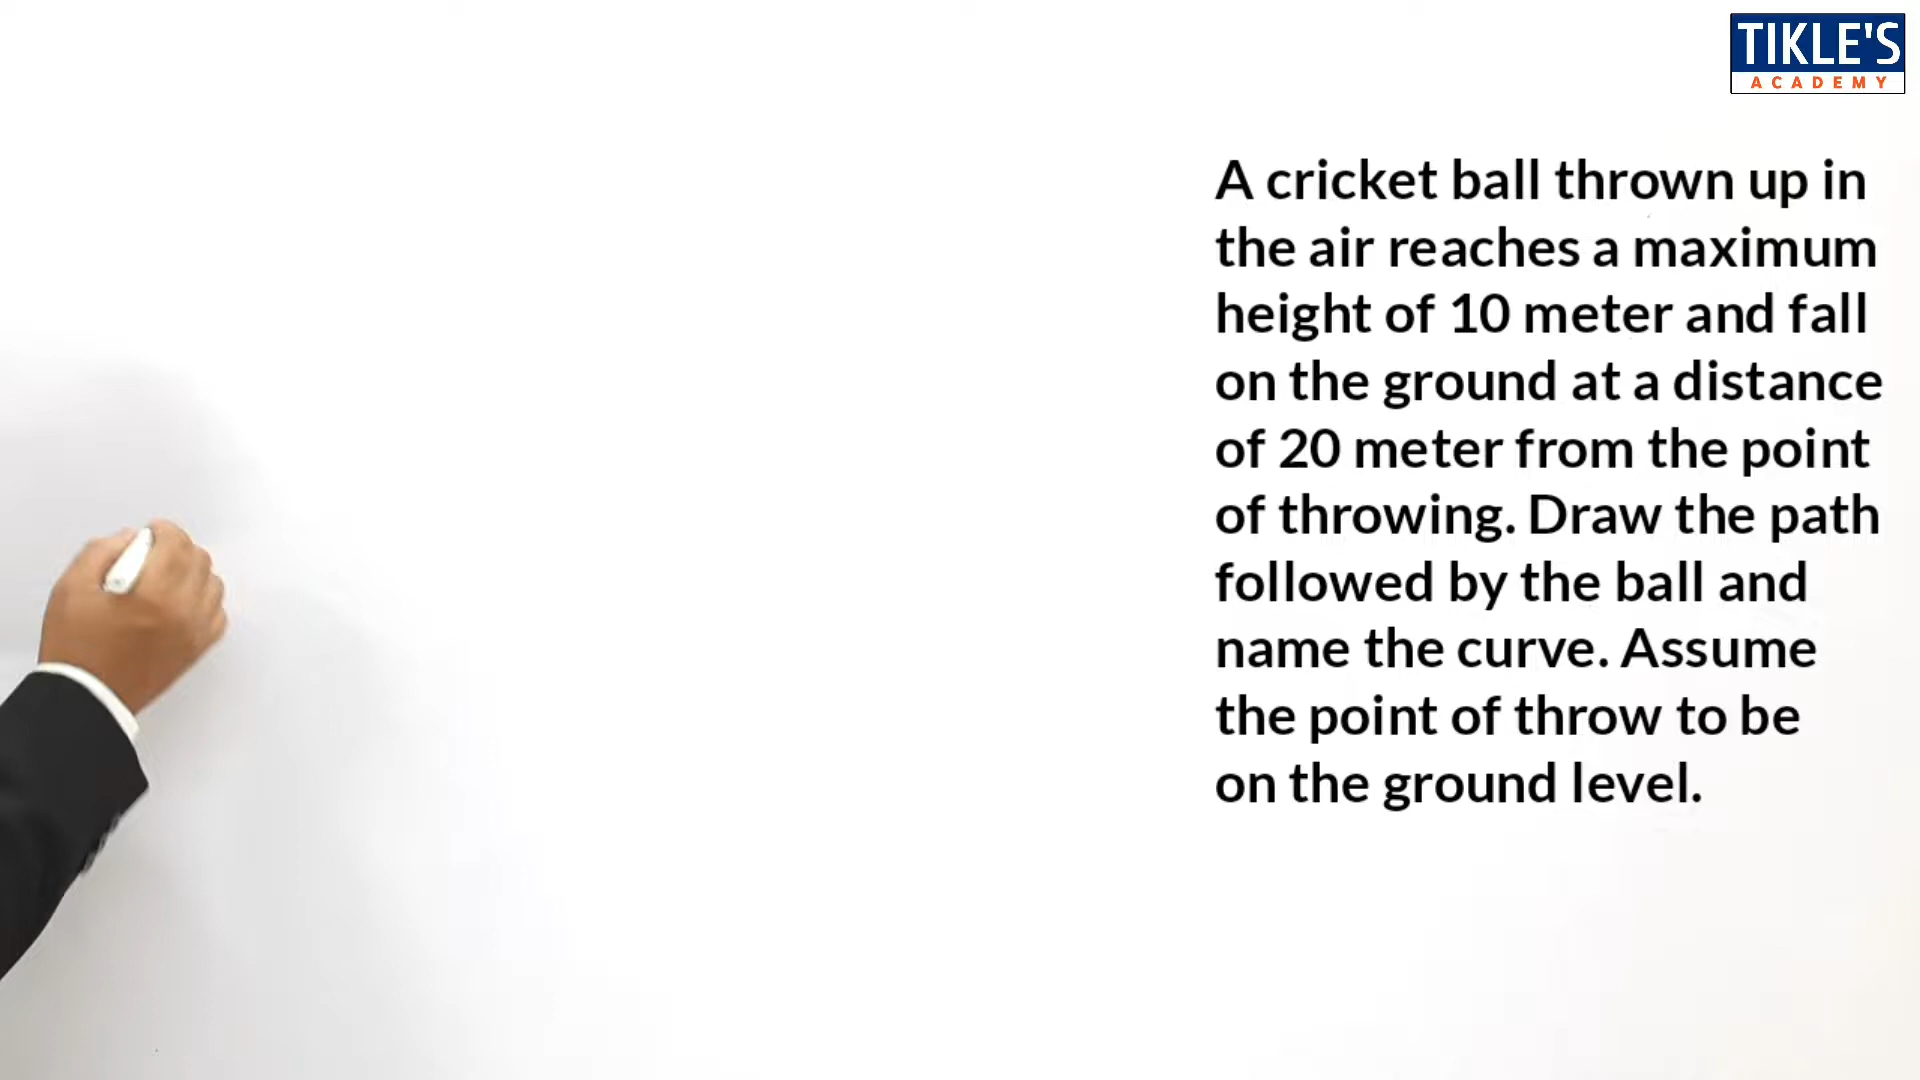 TIKLE'S
ACADEMY
A cricket ball thrown up in
the air reaches a maximum
height of 10 meter and fall
on the ground at a distance
of 20 meter from the point
of throwing. Draw the path
followed by the ball and
name the curve. Assume
the point of throw to be
on the ground level.